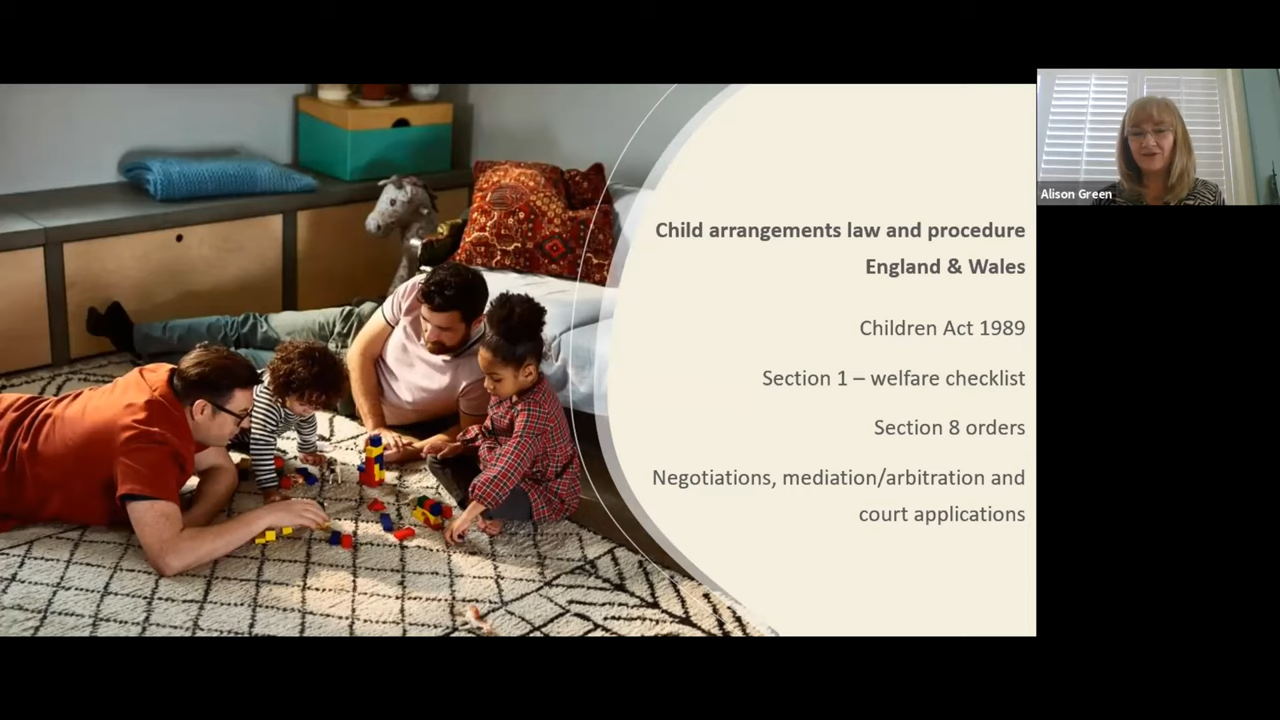 Child arrangements law and procedure
England & Wales
Children Act 1989
Section 1 – welfare checklist
Section 8 orders
Negotiations, mediation/arbitration and
court applications
Alison Green